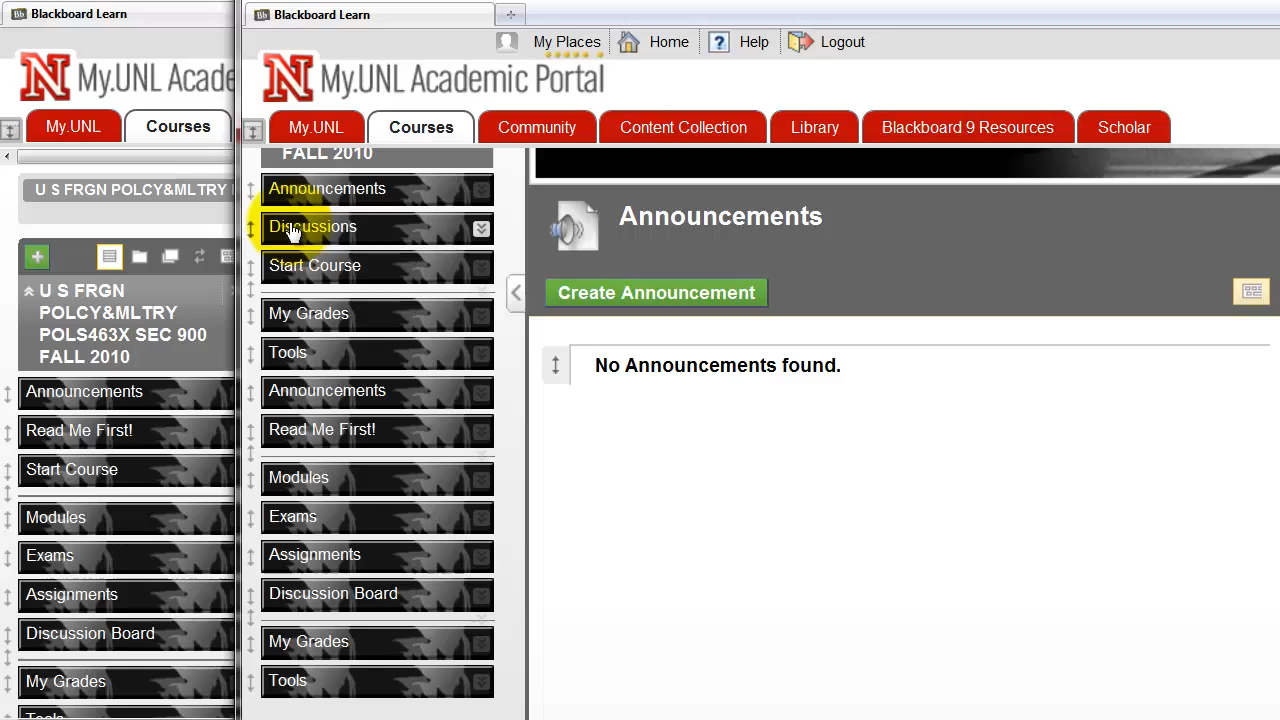 Bb Blackboard Learn
N My.UNL Acade
My.UNL
Courses
U S FRGN POLCY&MLTRY
U S FRGN
POLCY&MLTRY
POLS463X SEC 900
FALL 2010
Announcements
Read Me First!
Start Course
Modules
Exams
Assignments
Discussion Board
My Grades
Tools
Bb Blackboard Learn
My Places
Home
? Help
Logout
N My.UNL Academic Portal
My.UNL
Courses
Community
Content Collection
Library
Blackboard 9 Resources
Scholar
FALL 2010
Announcements
Discussions
Start Course
My Grades
Tools
Announcements
Read Me First!
Modules
Exams
Assignments
Discussion Board
My Grades
Tools
Announcements
Create Announcement
No Announcements found.